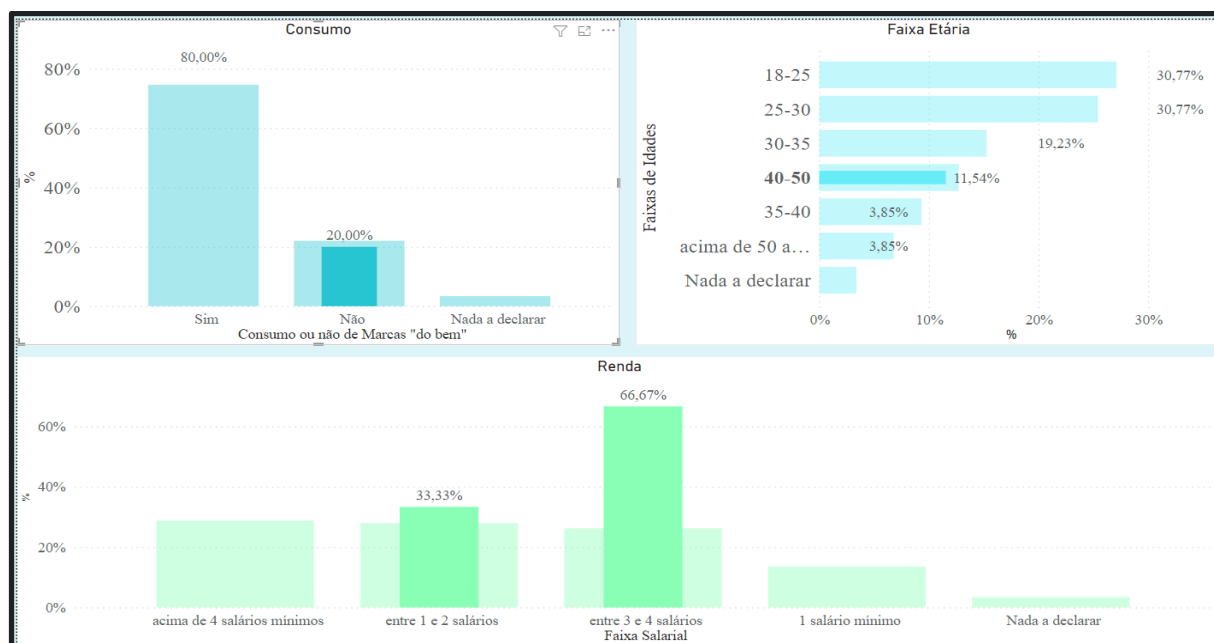 Consumo
80,00%
80%
60%
%
40%
20,00%
20%
0%
Sim
Não
Nada a declarar
Consumo ou não de Marcas "do bem"
Faixa Etária
Faixas de Idades
18-25
30,77%
25-30
30,77%
30-35
19,23%
40-50
11,54%
35-40
3,85%
acima de 50 a...
3,85%
Nada a declarar
0%
10%
20%
30%
%
Renda
66,67%
60%
40%
33,33%
%
20%
0%
acima de 4 salários mínimos
entre 1 e 2 salários
entre 3 e 4 salários
1 salário mínimo
Nada a declarar
Faixa Salarial